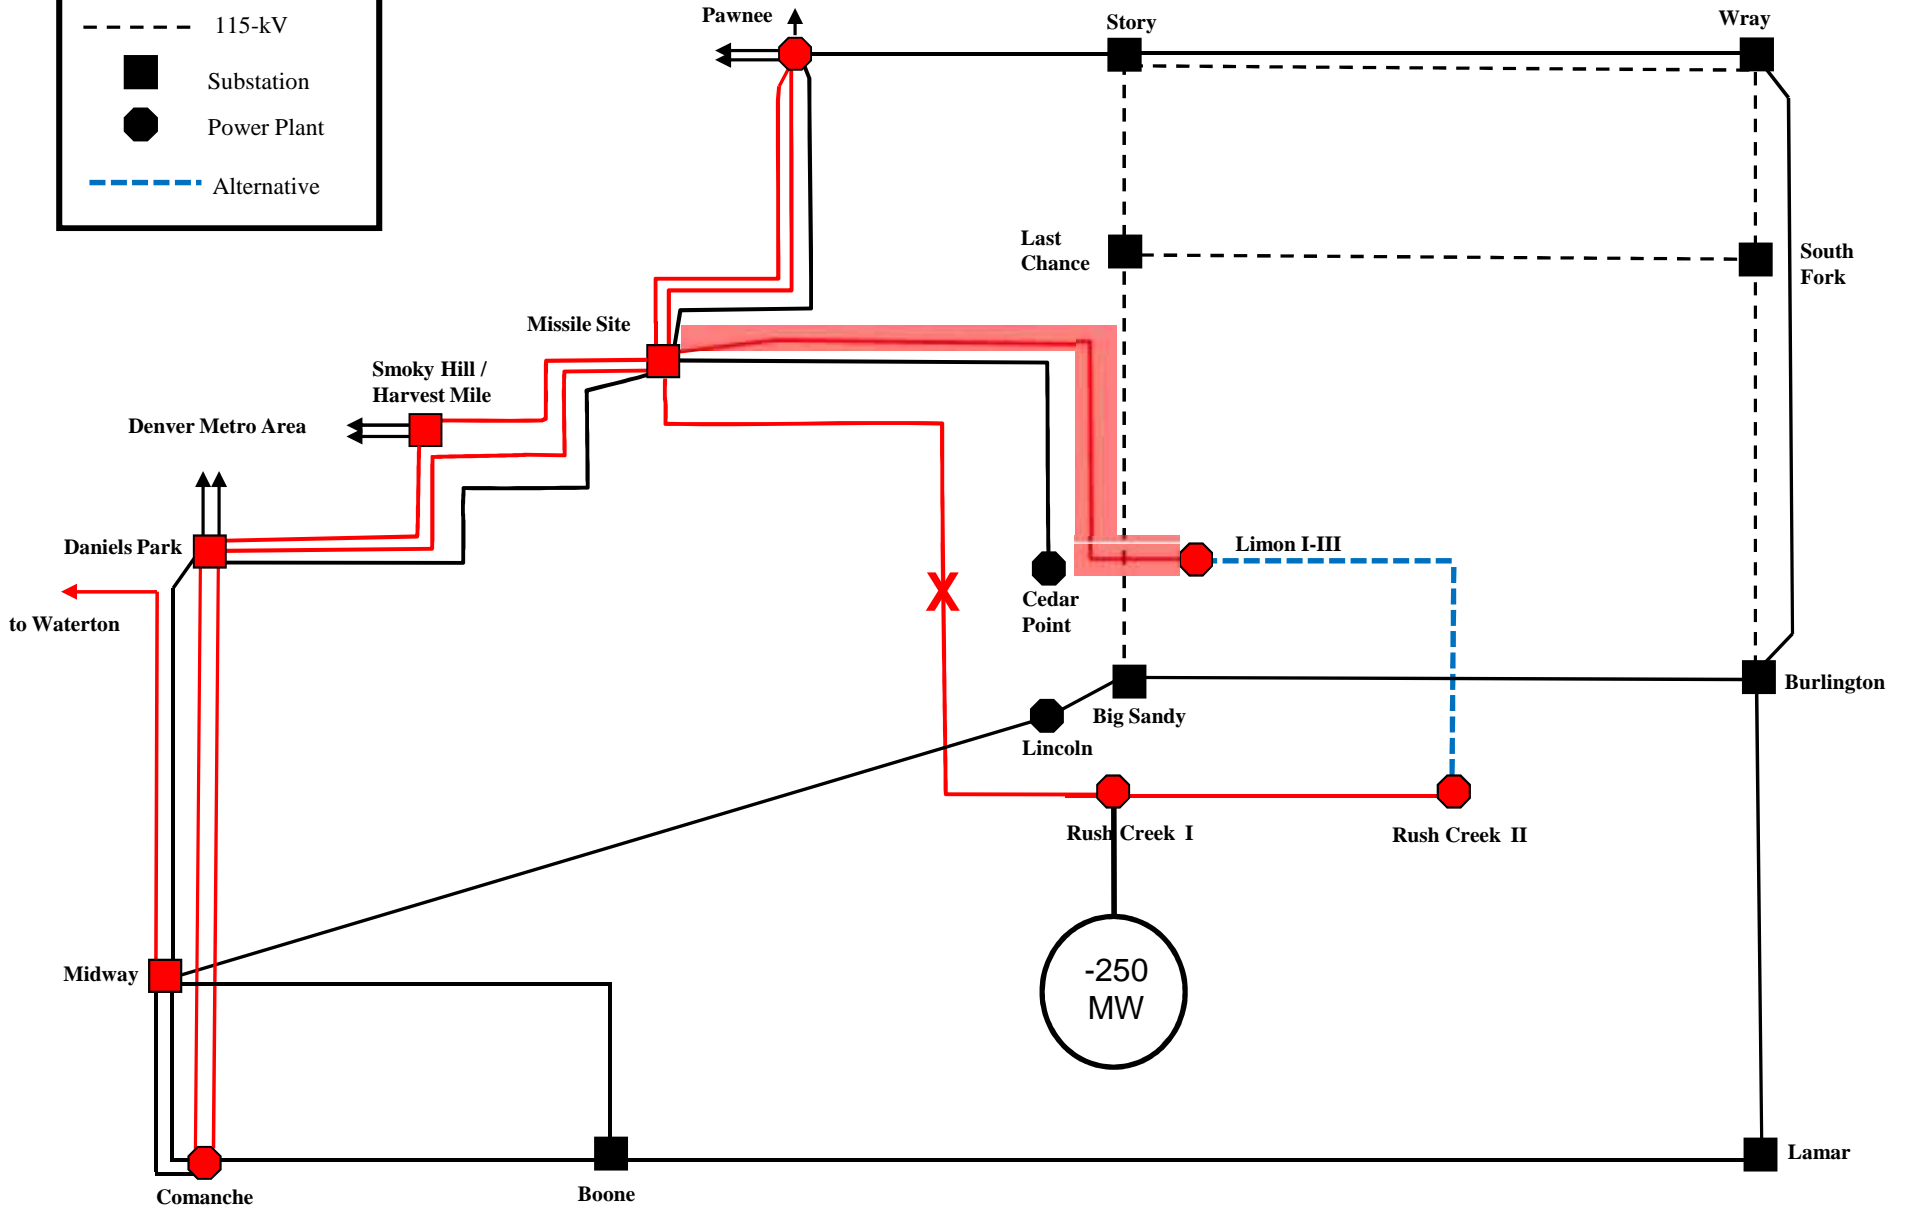 115-kV
Substation
Power Plant
Alternative
Pawnee
Story
Wray
Last
Chance
South
Fork
Missile Site
Smoky Hill /
Harvest Mile
Denver Metro Area
Daniels Park
Limon I-III
X
Cedar
Point
to Waterton
Burlington
Big Sandy
Lincoln
Rush Creek I
Rush Creek II
Midway
-250
MW
Lamar
Comanche
Boone